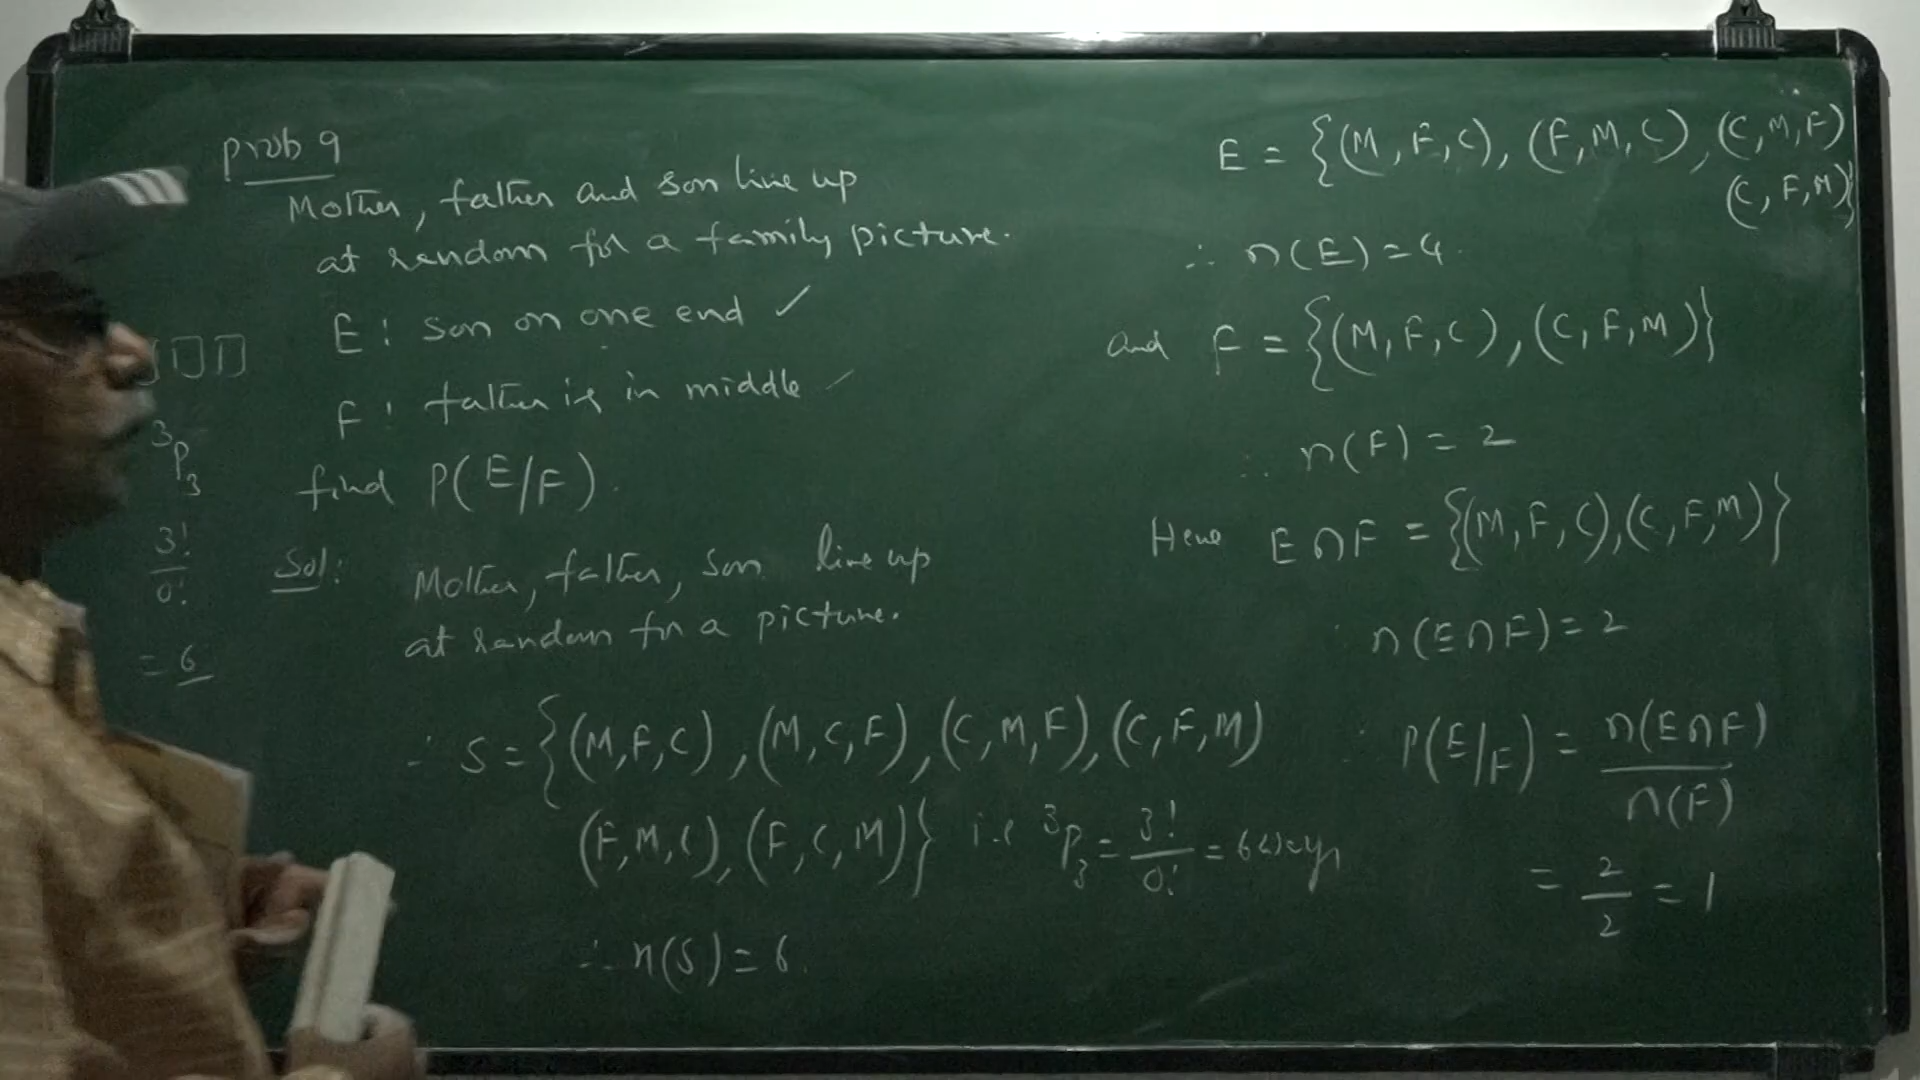 Prob 9
Mother, father and son line up
at random for a family picture.
E : son on one end ✓
F : father is in middle
find P(E/F).
³P₃
3!
0!
= 6
Sol: Mother, father, son line up
at random for a picture.
∴ S = {(M,F,C), (M,C,F), (C,M,F), (C,F,M)
(F,M,C), (F,C,M)} i.e ³P₃ = 3!/0! = 6 ways
∴ n(S) = 6.
E = {(M,F,C), (F,M,C), (C,M,F)
(C,F,M)}
∴ n(E) = 4.
and F = {(M,F,C), (C,F,M)}
∴ n(F) = 2
Here E∩F = {(M,F,C),(C,F,M)}
∴ n(E∩F) = 2
∴ P(E/F) = n(E∩F)/n(F)
= 2/2 = 1